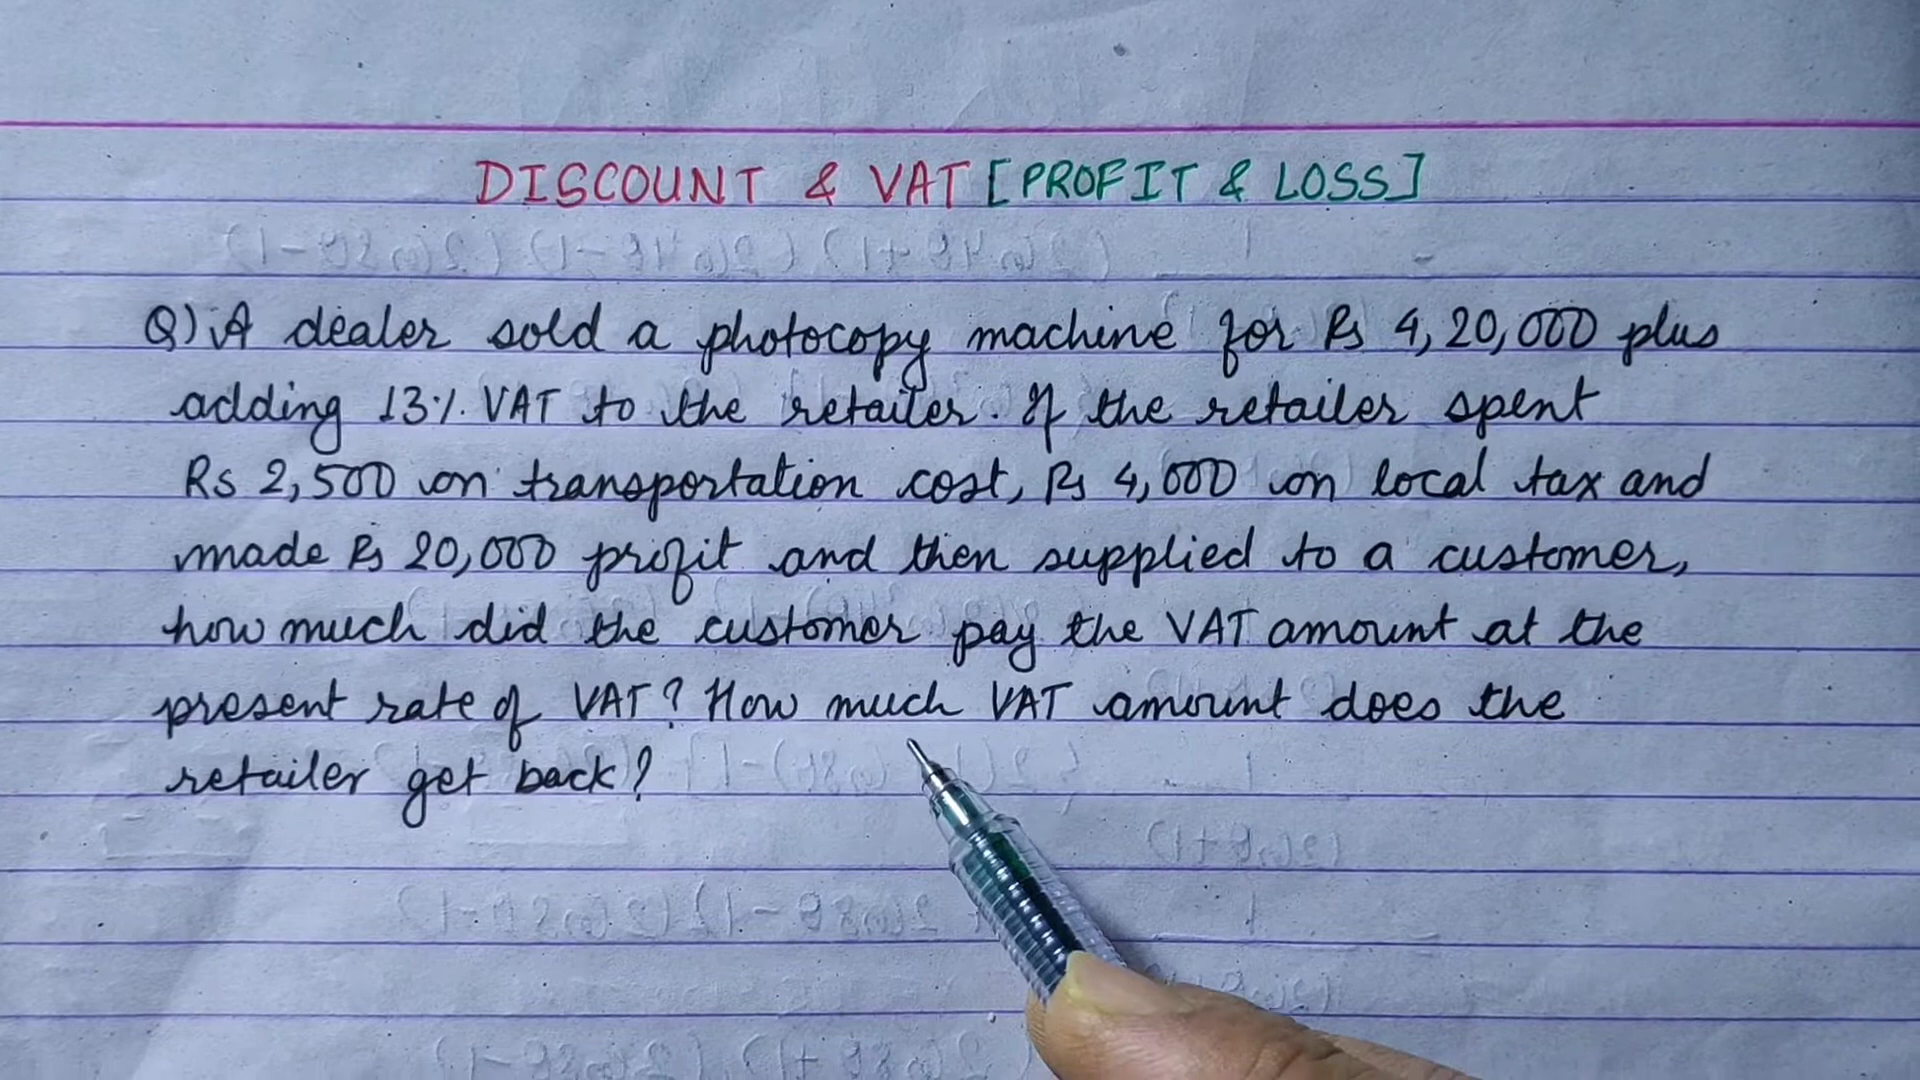 DISCOUNT & VAT [PROFIT & LOSS]
Q) A dealer sold a photocopy machine for Rs 4,20,000 plus
adding 13%. VAT to the retailer. If the retailer spent
Rs 2,500 on transportation cost, Rs 4,000 on local tax and
made Rs 20,000 profit and then supplied to a customer,
how much did the customer pay the VAT amount at the
present rate of VAT? How much VAT amount does the
retailer get back?